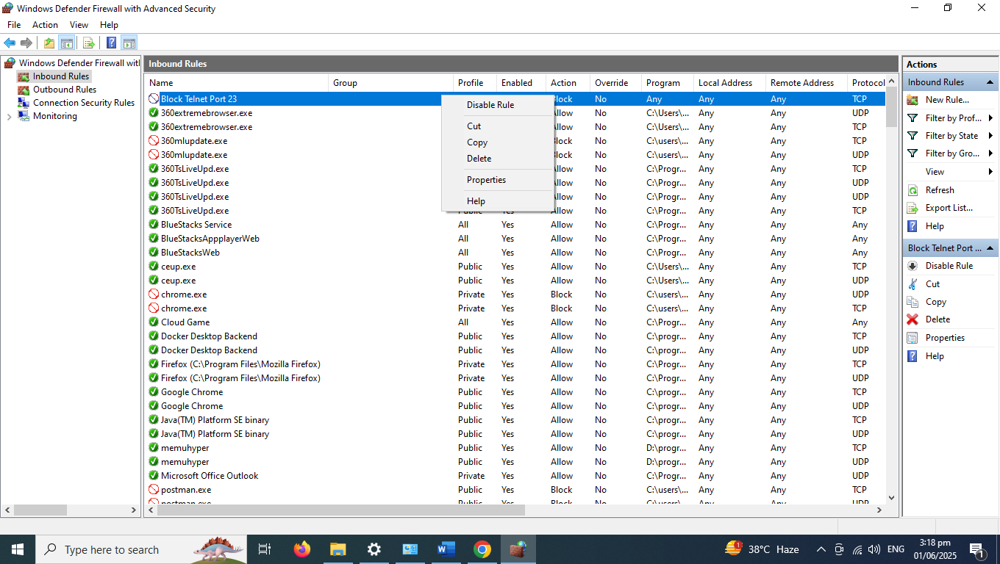 Windows Defender Firewall with Advanced Security
File Action View Help
Windows Defender Firewall with
Inbound Rules
Outbound Rules
Connection Security Rules
Monitoring
Inbound Rules
Name Group Profile Enabled Action Override Program Local Address Remote Address Protocol
Block Telnet Port 23 Block No Any Any Any TCP
360extremebrowser.exe Allow No C:\Users\... Any Any UDP
360extremebrowser.exe Allow No C:\Users\... Any Any TCP
360mlupdate.exe Block No C:\users\... Any Any TCP
360mlupdate.exe Block No C:\users\... Any Any UDP
360TsLiveUpd.exe Allow No C:\Progr... Any Any TCP
360TsLiveUpd.exe Allow No C:\Progr... Any Any UDP
360TsLiveUpd.exe Allow No C:\Progr... Any Any UDP
360TsLiveUpd.exe Public Yes Allow No C:\Progr... Any Any TCP
BlueStacks Service All Yes Allow No C:\Progr... Any Any Any
BlueStacksAppplayerWeb All Yes Allow No C:\Progr... Any Any Any
BlueStacksWeb All Yes Allow No C:\Progr... Any Any Any
ceup.exe Public Yes Allow No C:\Users\... Any Any TCP
ceup.exe Public Yes Allow No C:\Users\... Any Any UDP
chrome.exe Private Yes Block No C:\users\... Any Any UDP
chrome.exe Private Yes Block No C:\users\... Any Any TCP
Cloud Game All Yes Allow No C:\Progr... Any Any Any
Docker Desktop Backend Public Yes Allow No C:\progr... Any Any TCP
Docker Desktop Backend Public Yes Allow No C:\progr... Any Any UDP
Firefox (C:\Program Files\Mozilla Firefox) Private Yes Allow No C:\Progr... Any Any TCP
Firefox (C:\Program Files\Mozilla Firefox) Private Yes Allow No C:\Progr... Any Any UDP
Google Chrome Public Yes Allow No C:\Progr... Any Any TCP
Google Chrome Public Yes Allow No C:\Progr... Any Any UDP
Java(TM) Platform SE binary Public Yes Allow No C:\progr... Any Any TCP
Java(TM) Platform SE binary Public Yes Allow No C:\progr... Any Any UDP
memuhyper Public Yes Allow No D:\progr... Any Any TCP
memuhyper Public Yes Allow No D:\progr... Any Any UDP
Microsoft Office Outlook Private Yes Allow No C:\Progr... Any Any UDP
postman.exe Public Yes Block No C:\users\... Any Any TCP
postman.exe Public Yes Block No C:\users\... Any Any UDP
Disable Rule
Cut
Copy
Delete
Properties
Help
Actions
Inbound Rules
New Rule...
Filter by Prof...
Filter by State
Filter by Gro...
View
Refresh
Export List...
Help
Block Telnet Port ...
Disable Rule
Cut
Copy
Delete
Properties
Help
Type here to search
38°C Haze
ENG
3:18 pm
01/06/2025
1
1